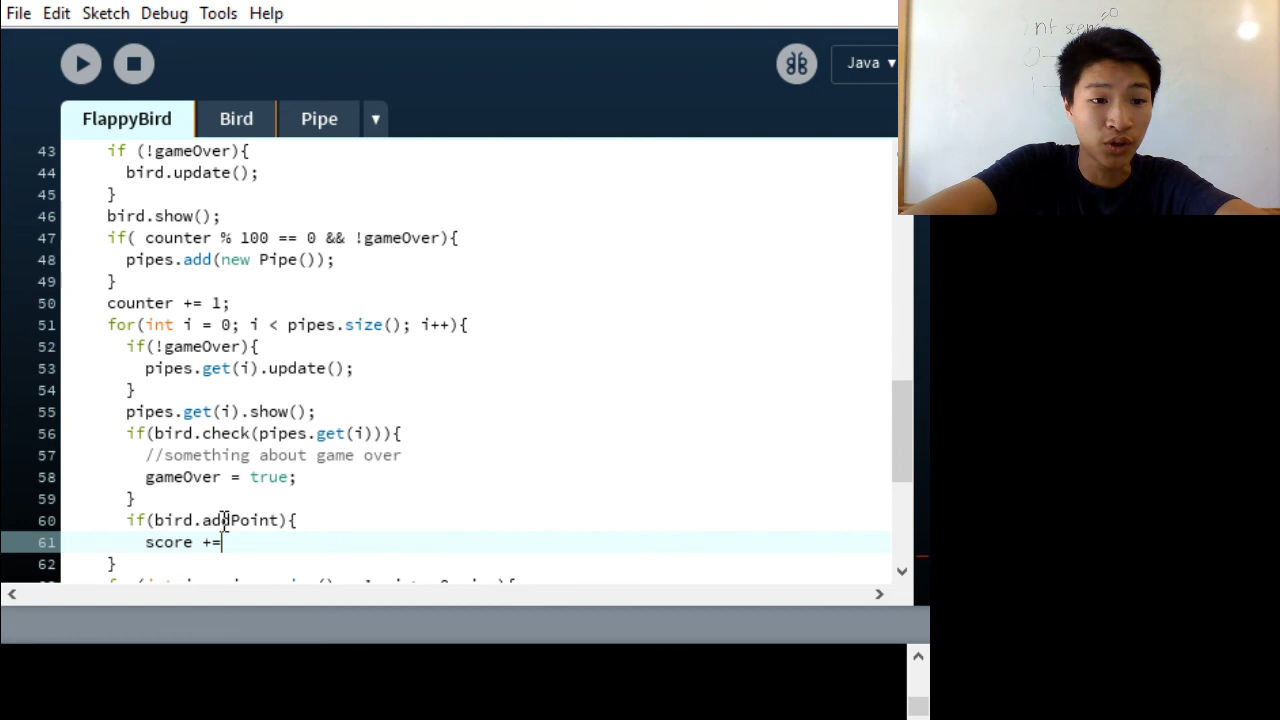 File Edit Sketch Debug Tools Help
Java
FlappyBird Bird Pipe
43 if (!gameOver){
44 bird.update();
45 }
46 bird.show();
47 if( counter % 100 == 0 && !gameOver){
48 pipes.add(new Pipe());
49 }
50 counter += 1;
51 for(int i = 0; i < pipes.size(); i++){
52 if(!gameOver){
53 pipes.get(i).update();
54 }
55 pipes.get(i).show();
56 if(bird.check(pipes.get(i))){
57 //something about game over
58 gameOver = true;
59 }
60 if(bird.addPoint){
61 score +=
62 }